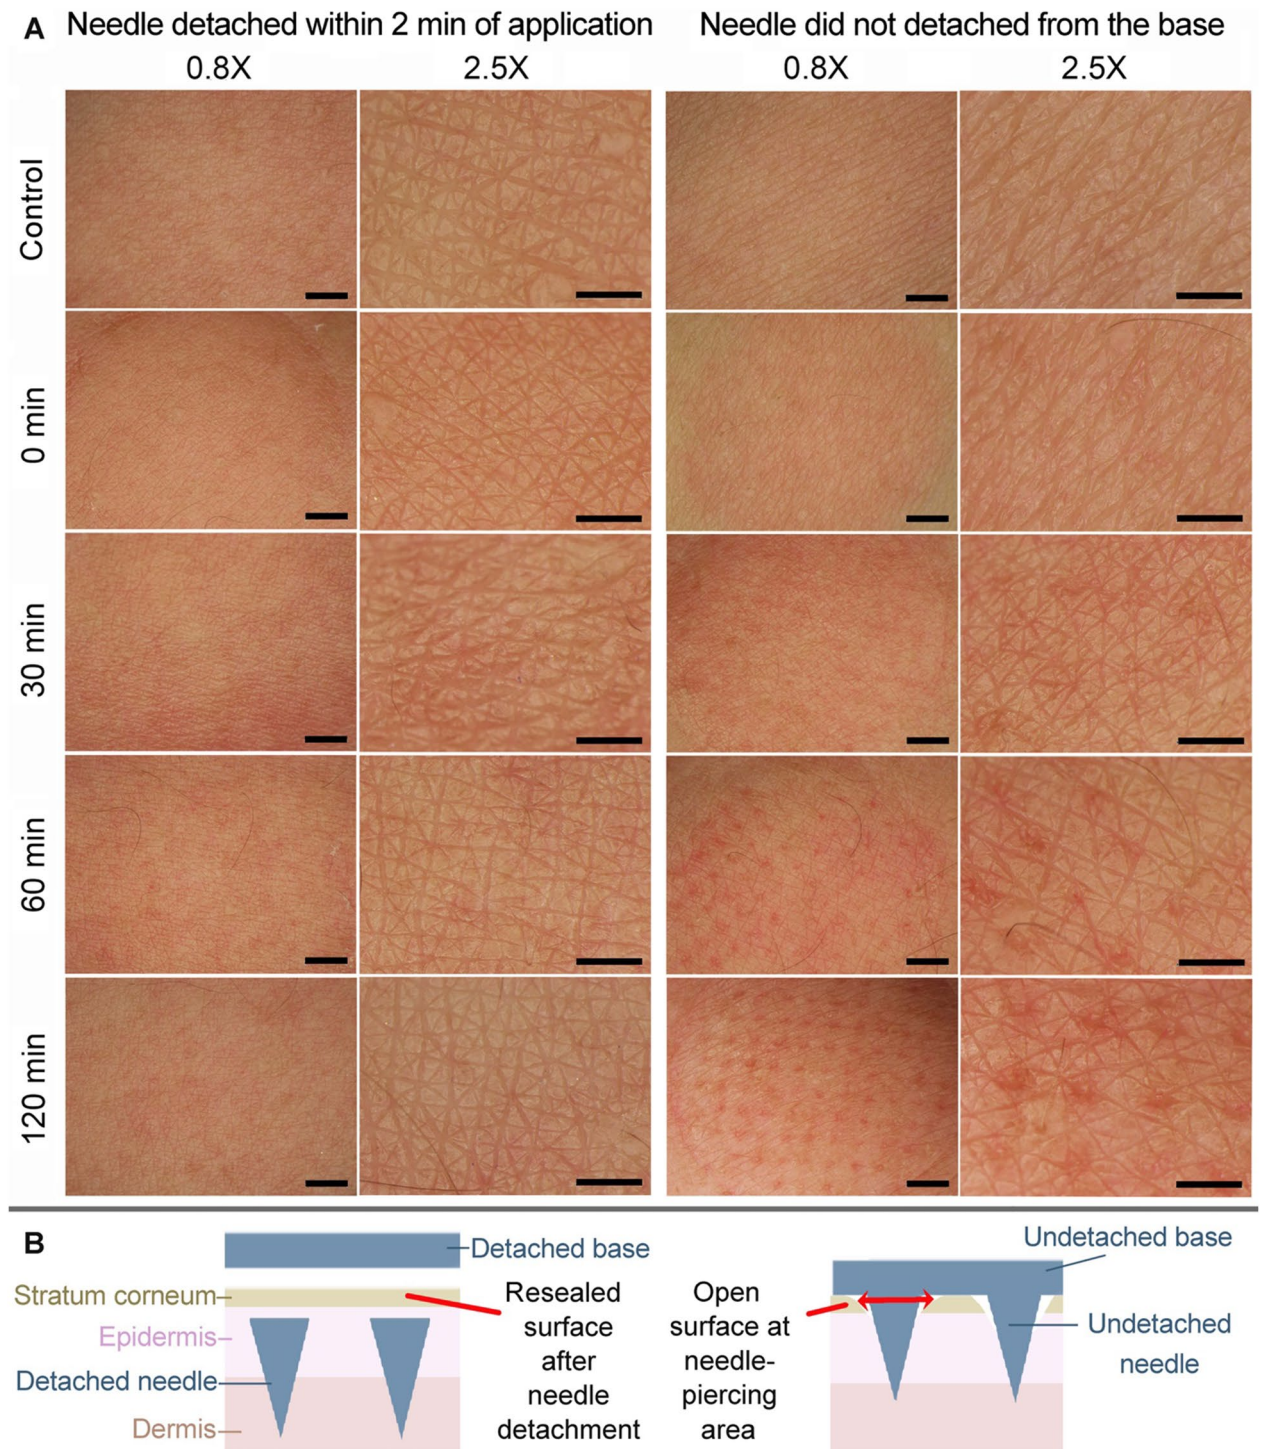 A
Needle detached within 2 min of application
Needle did not detached from the base
0.8X
2.5X
0.8X
2.5X
Control
0 min
30 min
60 min
120 min
B
Detached base
Stratum corneum
Epidermis
Detached needle
Dermis
Resealed
surface
after
needle
detachment
Open
surface at
needle-
piercing
area
Undetached base
Undetached
needle